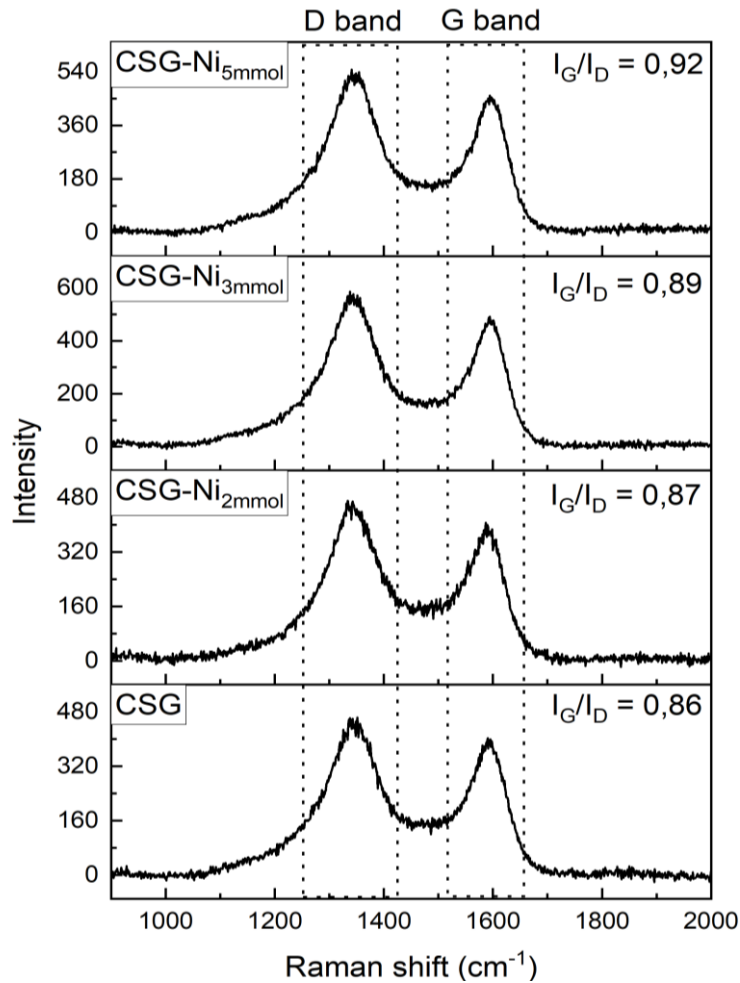 D band G band
CSG-Ni5mmol
IG/ID = 0,92
540
360
180
0
CSG-Ni3mmol
IG/ID = 0,89
600
400
200
0
CSG-Ni2mmol
IG/ID = 0,87
480
320
160
0
CSG
IG/ID = 0,86
480
320
160
0
Intensity
1000 1200 1400 1600 1800 2000
Raman shift (cm-1)